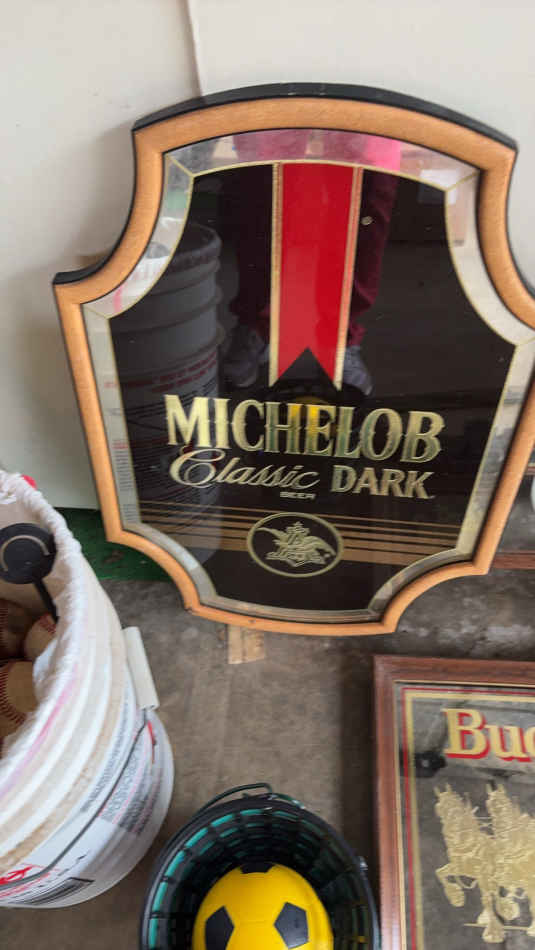 MICHELOB
Classic DARK
BEER
Bud